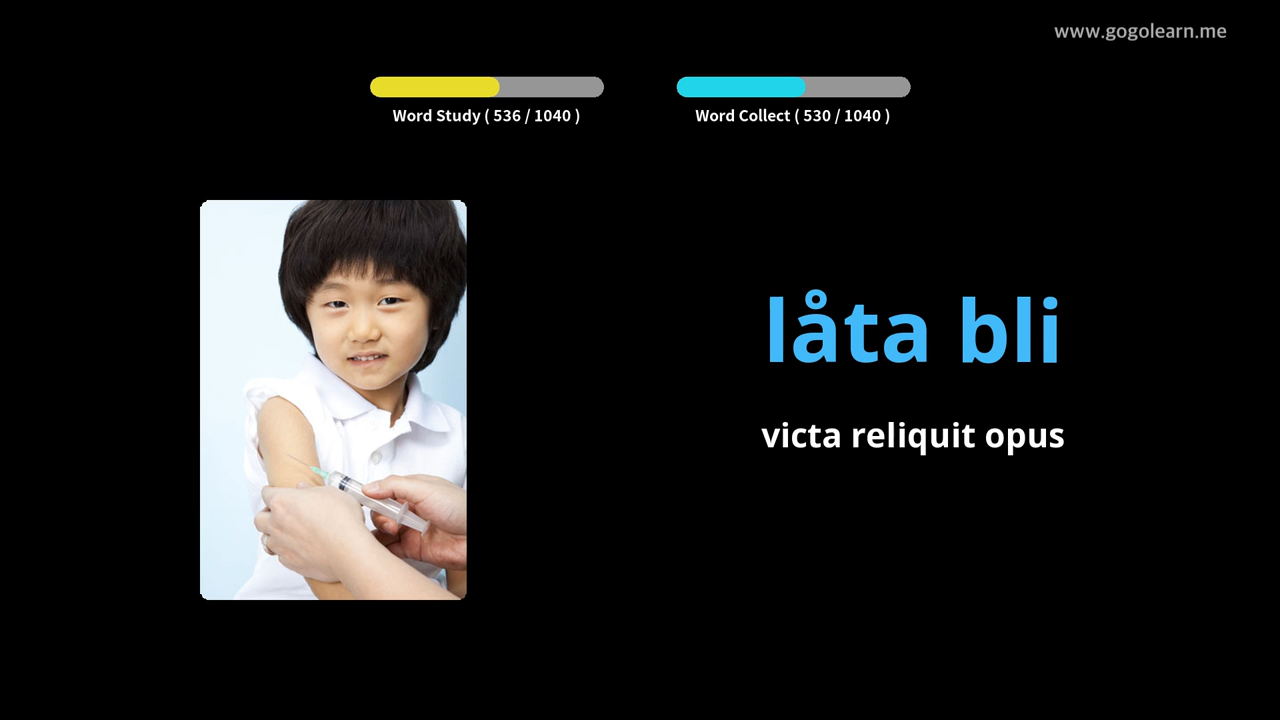 www.gogolearn.me
Word Study ( 536 / 1040 )
Word Collect ( 530 / 1040 )
låta bli
victa reliquit opus